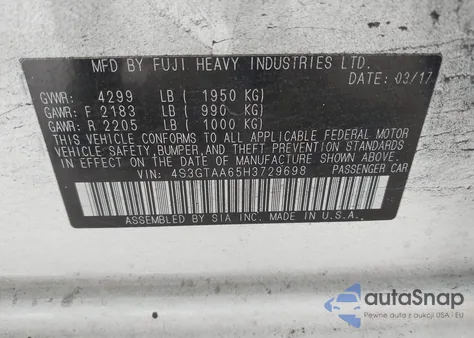 MFD BY FUJI HEAVY INDUSTRIES LTD.
DATE: 03/17
GVWR: 4299 LB ( 1950 KG)
GAWR: F 2183 LB ( 990 KG)
GAWR: R 2205 LB ( 1000 KG)
THIS VEHICLE CONFORMS TO ALL APPLICABLE FEDERAL MOTOR
VEHICLE SAFETY,BUMPER,AND THEFT PREVENTION STANDARDS
IN EFFECT ON THE DATE OF MANUFACTURE SHOWN ABOVE.
VIN: 4S3GTAA65H3729698 PASSENGER CAR
ASSEMBLED BY SIA INC. MADE IN U.S.A.
autoSnap
Pewne auta z aukcji USA i EU